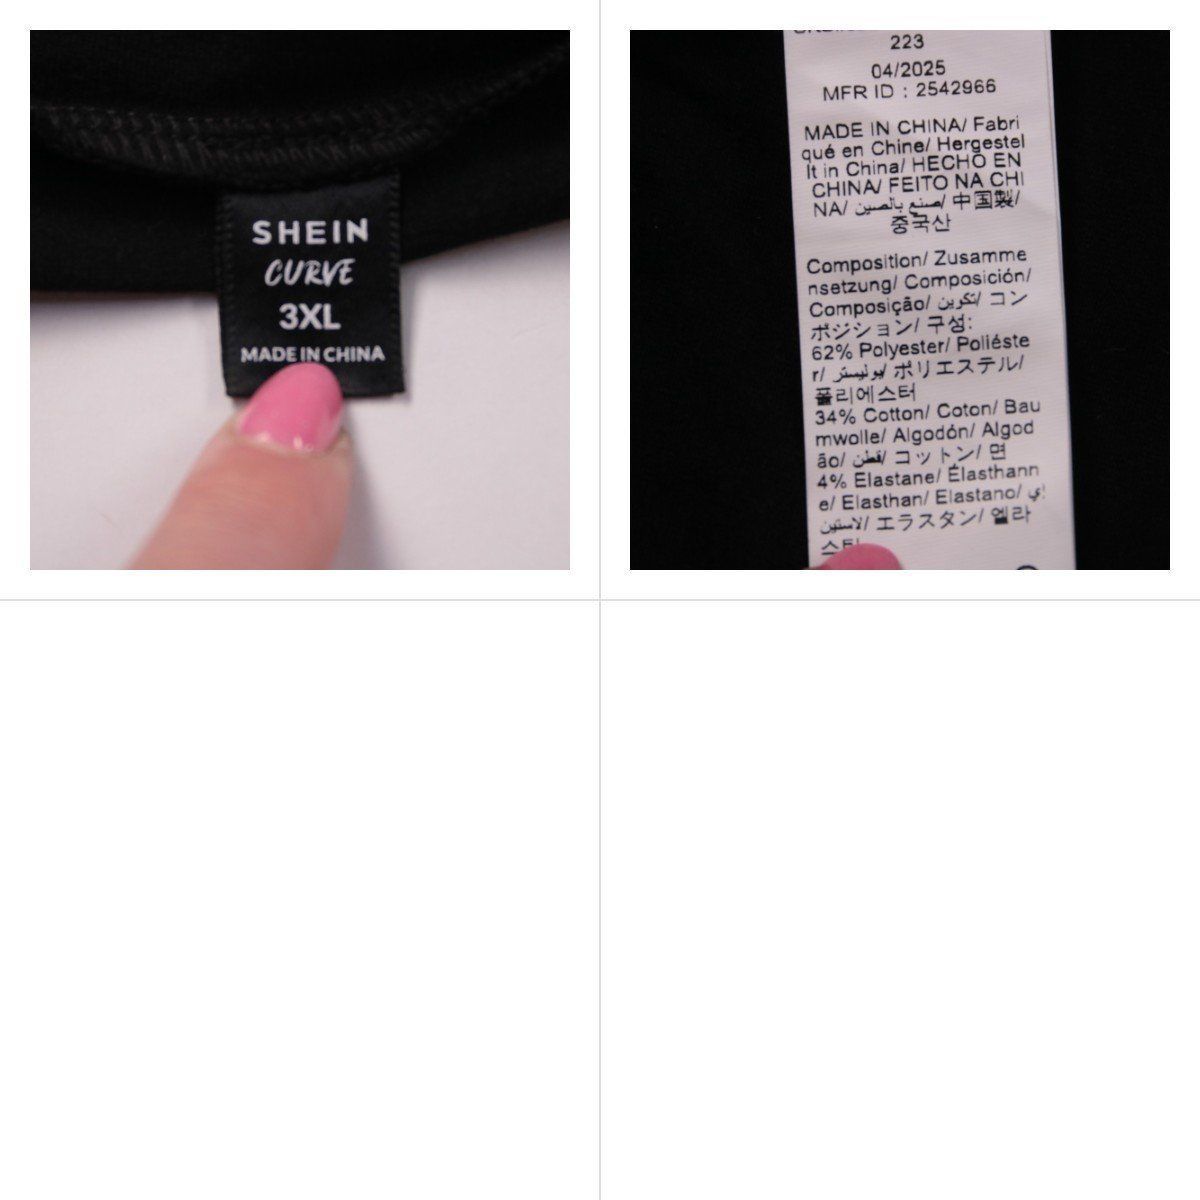 SHEIN
CURVE
3XL
MADE IN CHINA
223
04/2025
MFR ID : 2542966
MADE IN CHINA/ Fabri
qué en Chine/ Hergestel
lt in China/ HECHO EN
CHINA/ FEITO NA CHI
NA/ صنع بالصين/ 中国製/
중국산
Composition/ Zusamme
nsetzung/ Composición/
Composição/ تكوين/ コン
ポジション/ 구성:
62% Polyester/ Polièste
r/ بوليستر/ ポリエステル/
폴리에스터
34% Cotton/ Coton/ Bau
mwolle/ Algodón/ Algod
ão/ قطن/ コットン/ 면
4% Elastane/ Élasthann
e/ Elasthan/ Elastano/ إي
لاستين/ エラスタン/ 엘라